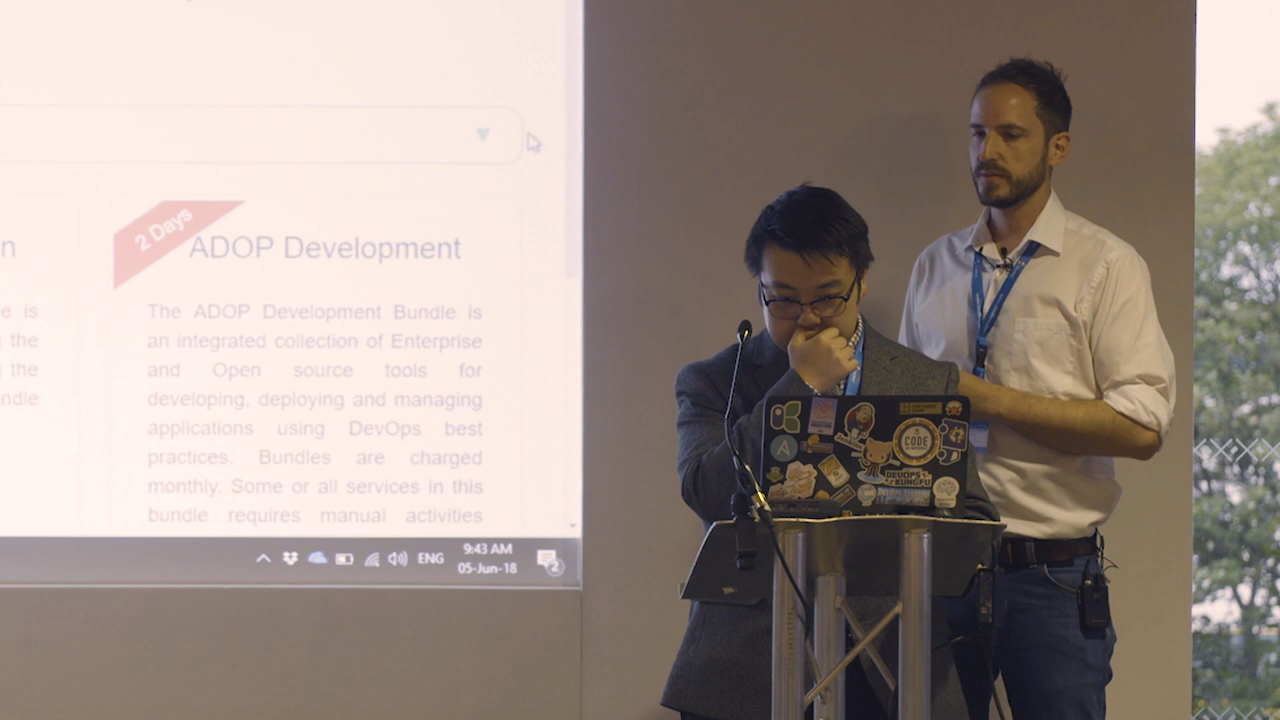 2 Days
n
ADOP Development
e is
The ADOP Development Bundle is
the
an integrated collection of Enterprise
the
and Open source tools for
ndle
developing, deploying and managing
applications using DevOps best
practices. Bundles are charged
monthly. Some or all services in this
bundle requires manual activities
ENG
9:43 AM
05-Jun-18
2
CODE
DEVOPS
KUNGFU